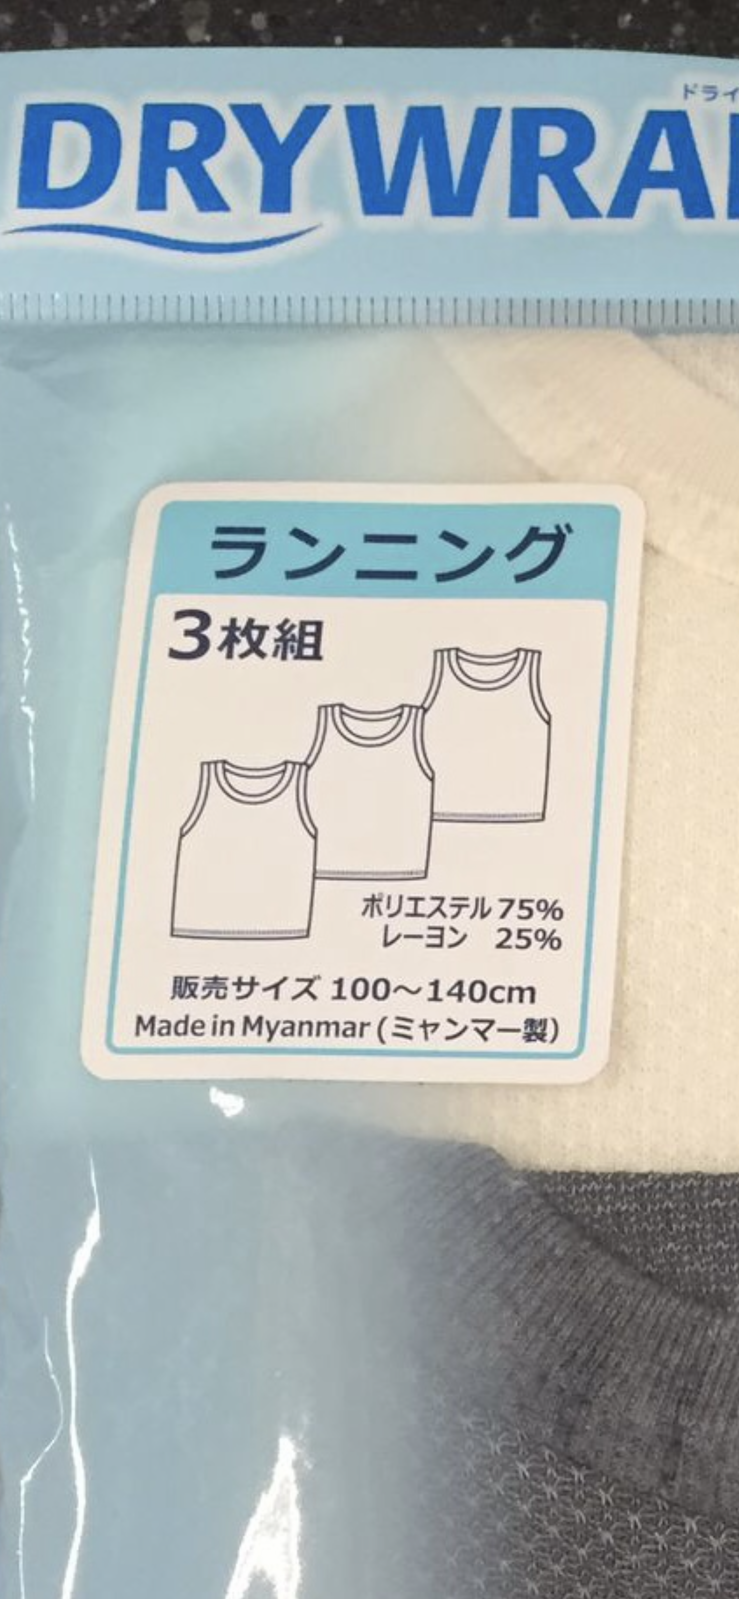 ドライ
DRYWRA
ランニング
3枚組
ポリエステル 75%
レーヨン 25%
販売サイズ 100～140cm
Made in Myanmar (ミャンマー製)